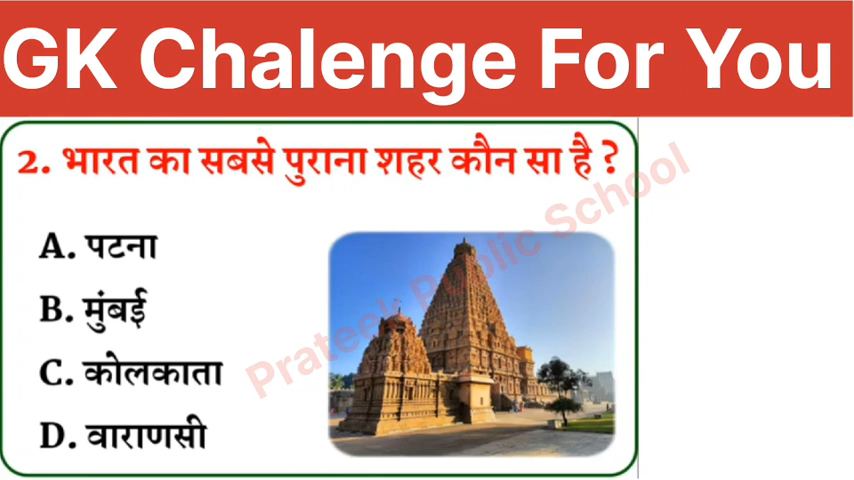 GK Chalenge For You
2. भारत का सबसे पुराना शहर कौन सा है ?
A. पटना
B. मुंबई
C. कोलकाता
D. वाराणसी
Prateek Public School